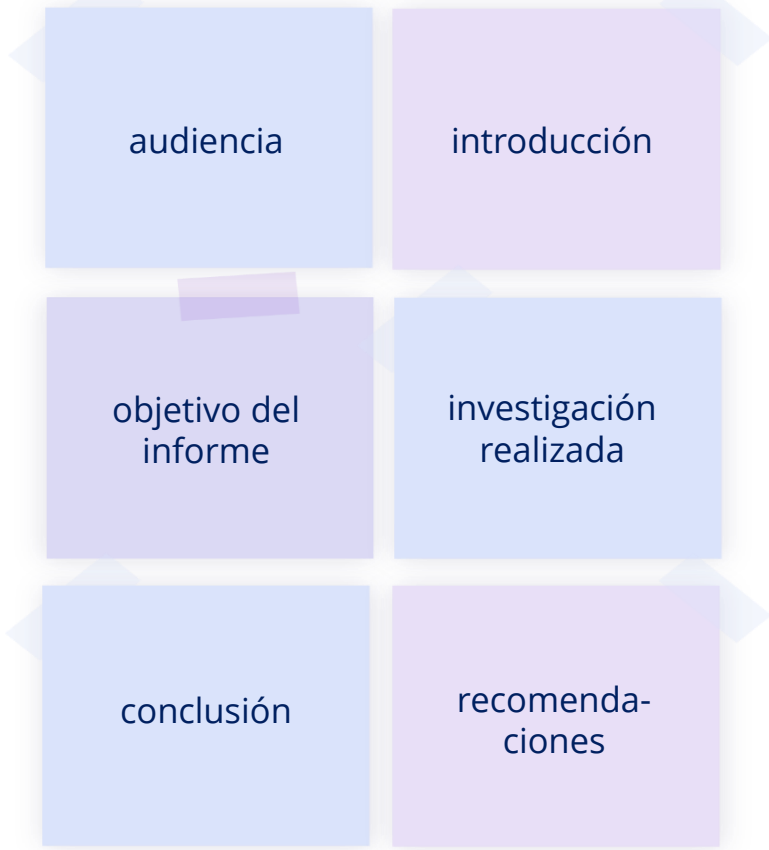 audiencia
introducción
objetivo del
informe
investigación
realizada
conclusión
recomenda-
ciones